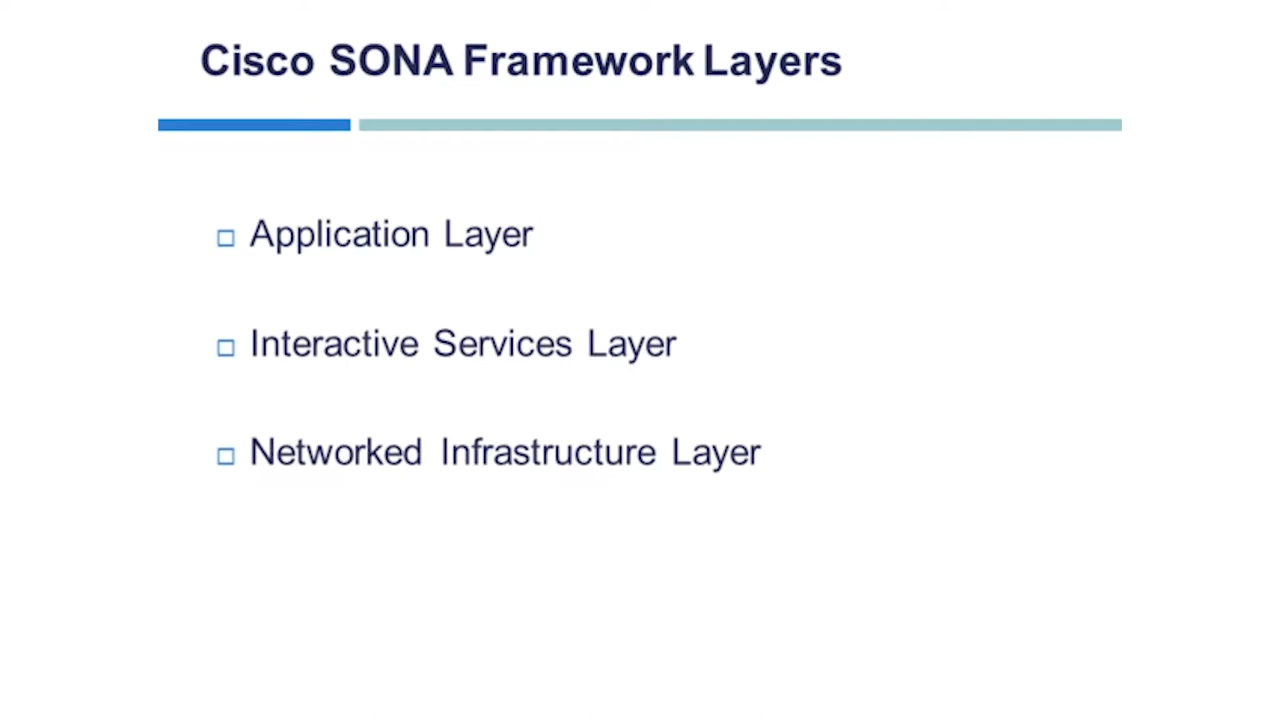 Cisco SONA Framework Layers
Application Layer
Interactive Services Layer
Networked Infrastructure Layer